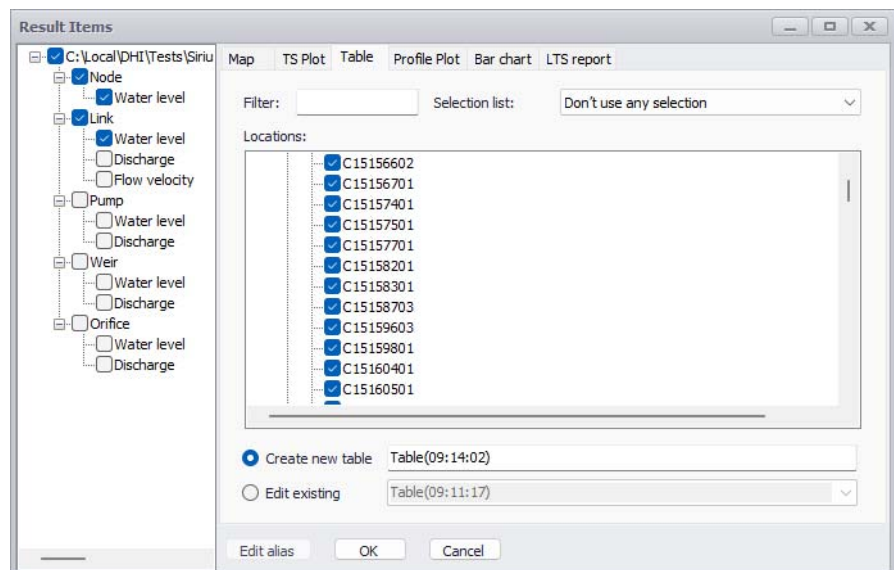 Result Items
C:\Local\DHI\Tests\Siriu
Node
Water level
Link
Water level
Discharge
Flow velocity
Pump
Water level
Discharge
Weir
Water level
Discharge
Orifice
Water level
Discharge
Map TS Plot Table Profile Plot Bar chart LTS report
Filter: Selection list: Don't use any selection
Locations:
C15156602
C15156701
C15157401
C15157501
C15157701
C15158201
C15158301
C15158703
C15159603
C15159801
C15160401
C15160501
Create new table Table(09:14:02)
Edit existing Table(09:11:17)
Edit alias OK Cancel